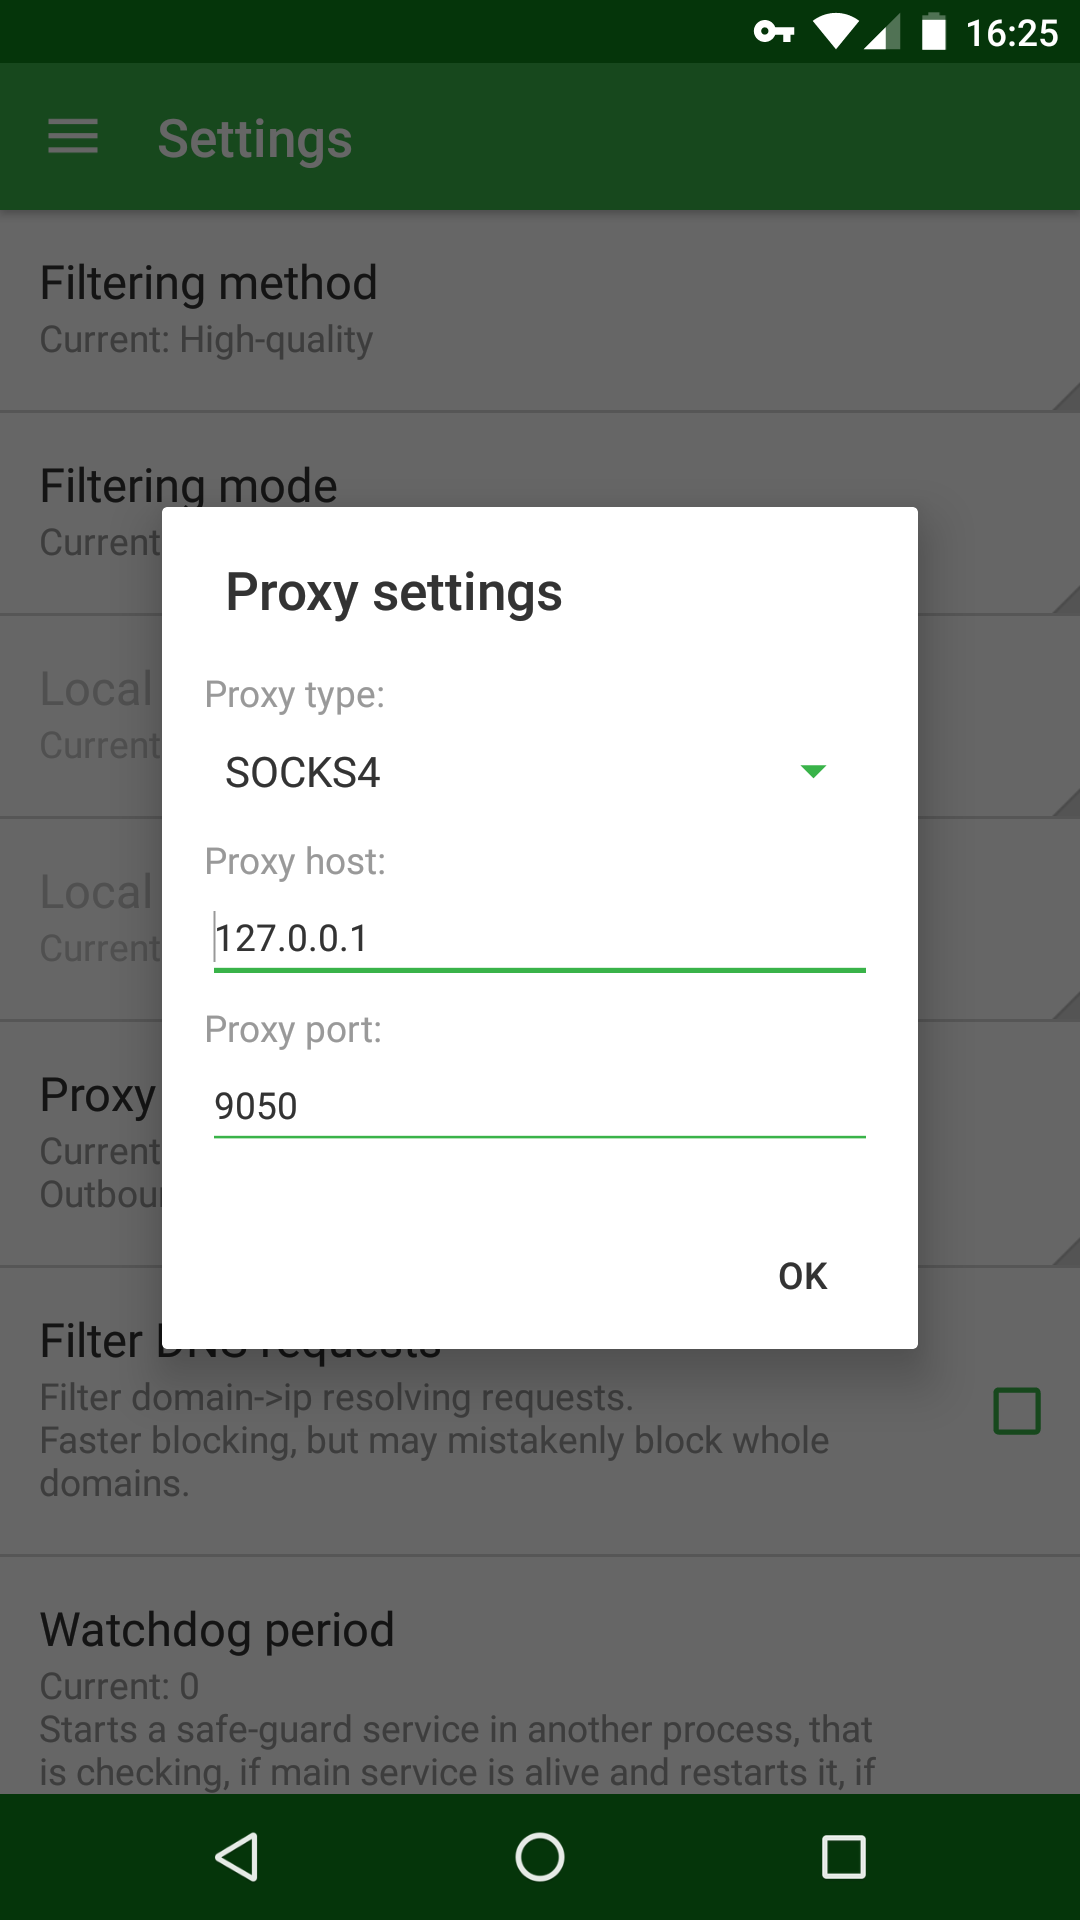 16:25
Settings
Filtering method
Current: High-quality
Filtering mode
Current
Proxy settings
Local
Current
Proxy type:
SOCKS4
Proxy host:
Local
Current
127.0.0.1
Proxy port:
Proxy
9050
Current
OK
Filter DNS requests
Filter domain->ip resolving requests.
Faster blocking, but may mistakenly block whole
domains.
Watchdog period
Current: 0
Starts a safe-guard service in another process, that
is checking, if main service is alive and restarts it, if